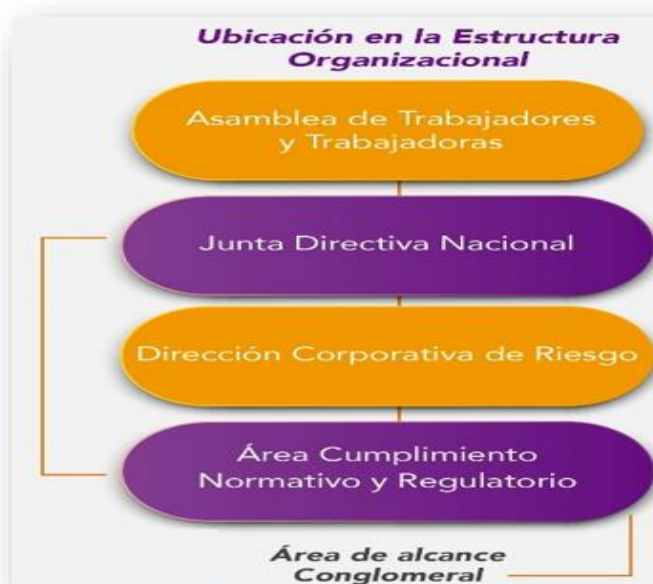 Ubicación en la Estructura
Organizacional
Asamblea de Trabajadores
y Trabajadoras
Junta Directiva Nacional
Dirección Corporativa de Riesgo
Área Cumplimiento
Normativo y Regulatorio
Área de alcance
Conglomeral